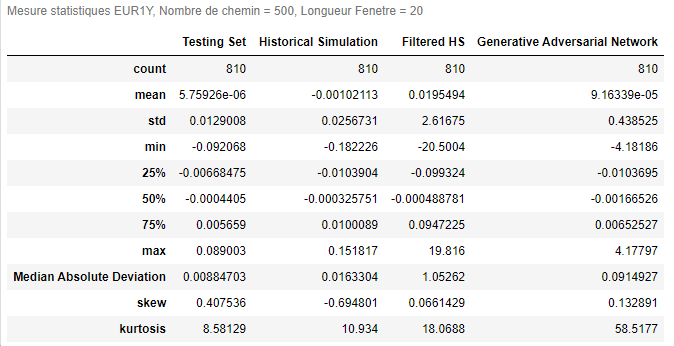 Mesure statistiques EUR1Y, Nombre de chemin = 500, Longueur Fenetre = 20
Testing Set Historical Simulation Filtered HS Generative Adversarial Network
count 810 810 810 810
mean 5.75926e-06 -0.00102113 0.0195494 9.16339e-05
std 0.0129008 0.0256731 2.61675 0.438525
min -0.092068 -0.182226 -20.5004 -4.18186
25% -0.00668475 -0.0103904 -0.099324 -0.0103695
50% -0.0004405 -0.000325751 -0.000488781 -0.00166526
75% 0.005659 0.0100089 0.0947225 0.00652527
max 0.089003 0.151817 19.816 4.17797
Median Absolute Deviation 0.00884703 0.0163304 1.05262 0.0914927
skew 0.407536 -0.694801 0.0661429 0.132891
kurtosis 8.58129 10.934 18.0688 58.5177